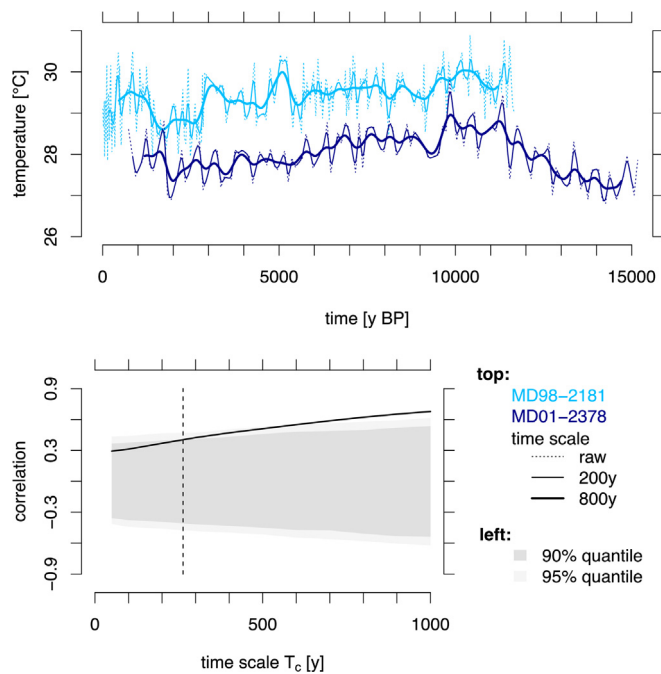 temperature [°C]
30
28
26
0 5000 10000 15000
time [y BP]
correlation
0.9
0.3
−0.3
−0.9
0 500 1000
time scale Tc [y]
top:
MD98−2181
MD01−2378
time scale
raw
200y
800y
left:
90% quantile
95% quantile